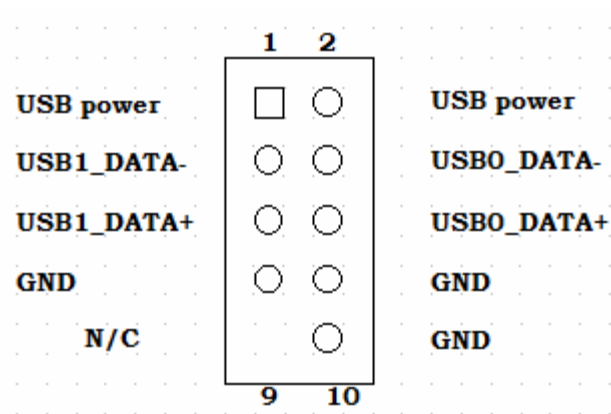 1 2
USB power USB power
USB1_DATA- USB0_DATA-
USB1_DATA+ USB0_DATA+
GND GND
N/C GND
9 10